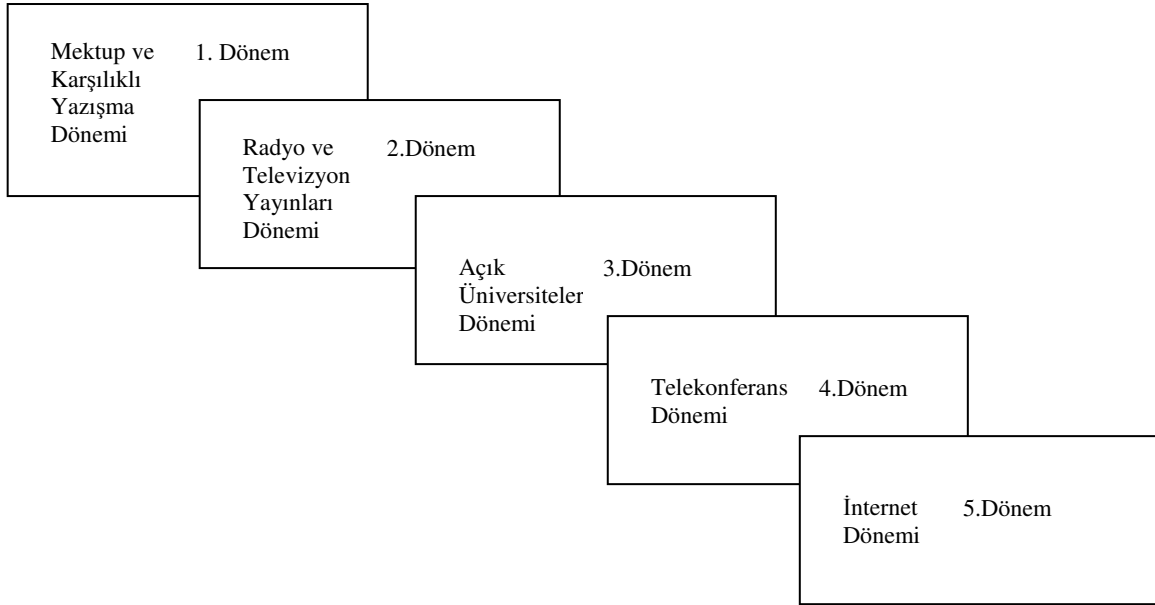 Mektup ve 1. Dönem
Karşılıklı
Yazışma
Dönemi
Radyo ve 2.Dönem
Televizyon
Yayınları
Dönemi
Açık 3.Dönem
Üniversiteler
Dönemi
Telekonferans 4.Dönem
Dönemi
İnternet 5.Dönem
Dönemi